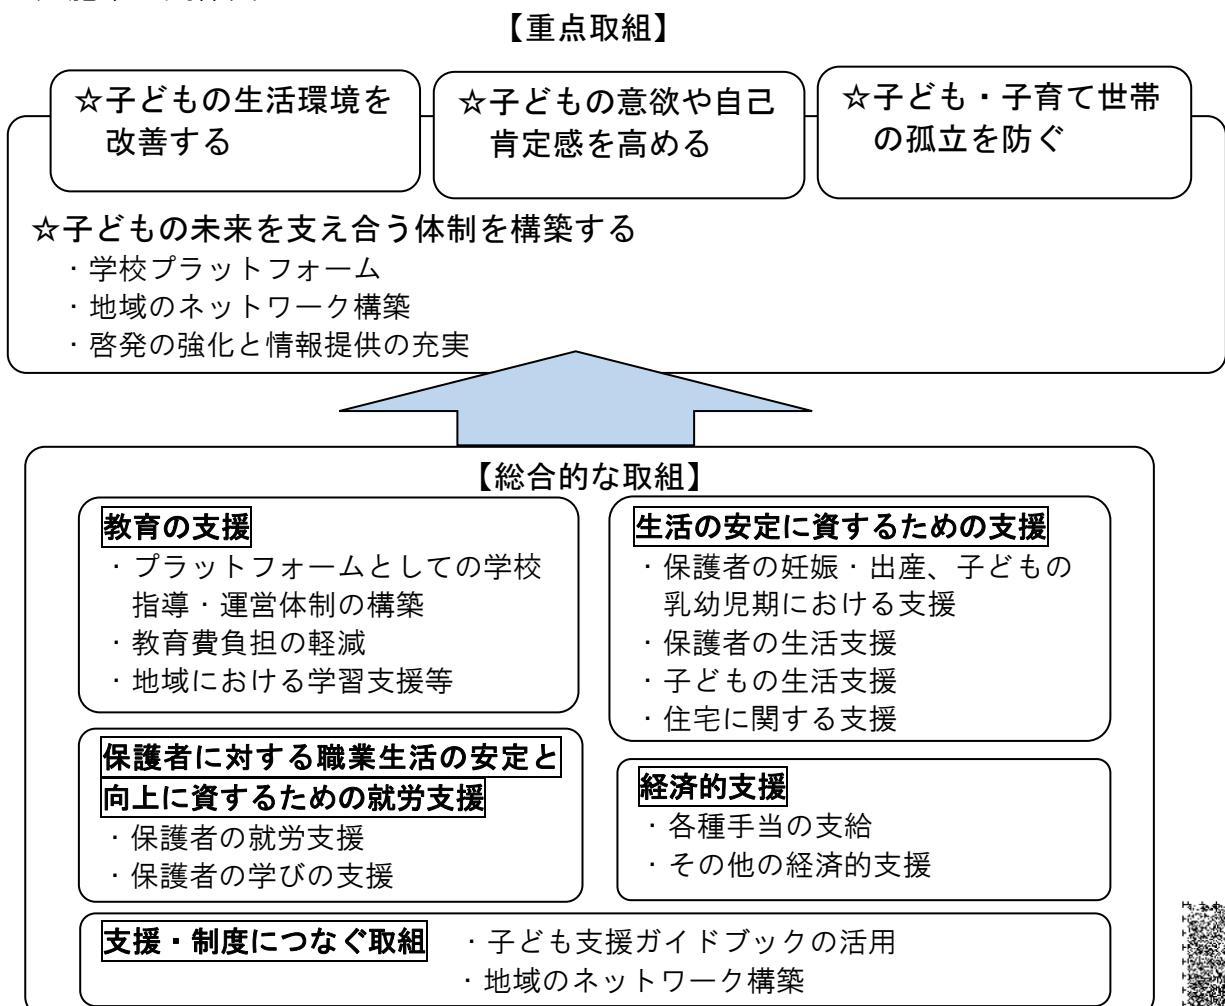 【重点取組】
☆子どもの生活環境を
改善する
☆子どもの意欲や自己
肯定感を高める
☆子ども・子育て世帯
の孤立を防ぐ
☆子どもの未来を支え合う体制を構築する
・学校プラットフォーム
・地域のネットワーク構築
・啓発の強化と情報提供の充実
【総合的な取組】
教育の支援
・プラットフォームとしての学校
指導・運営体制の構築
・教育費負担の軽減
・地域における学習支援等
生活の安定に資するための支援
・保護者の妊娠・出産、子どもの
乳幼児期における支援
・保護者の生活支援
・子どもの生活支援
・住宅に関する支援
保護者に対する職業生活の安定と
向上に資するための就労支援
・保護者の就労支援
・保護者の学びの支援
経済的支援
・各種手当の支給
・その他の経済的支援
支援・制度につなぐ取組
・子ども支援ガイドブックの活用
・地域のネットワーク構築